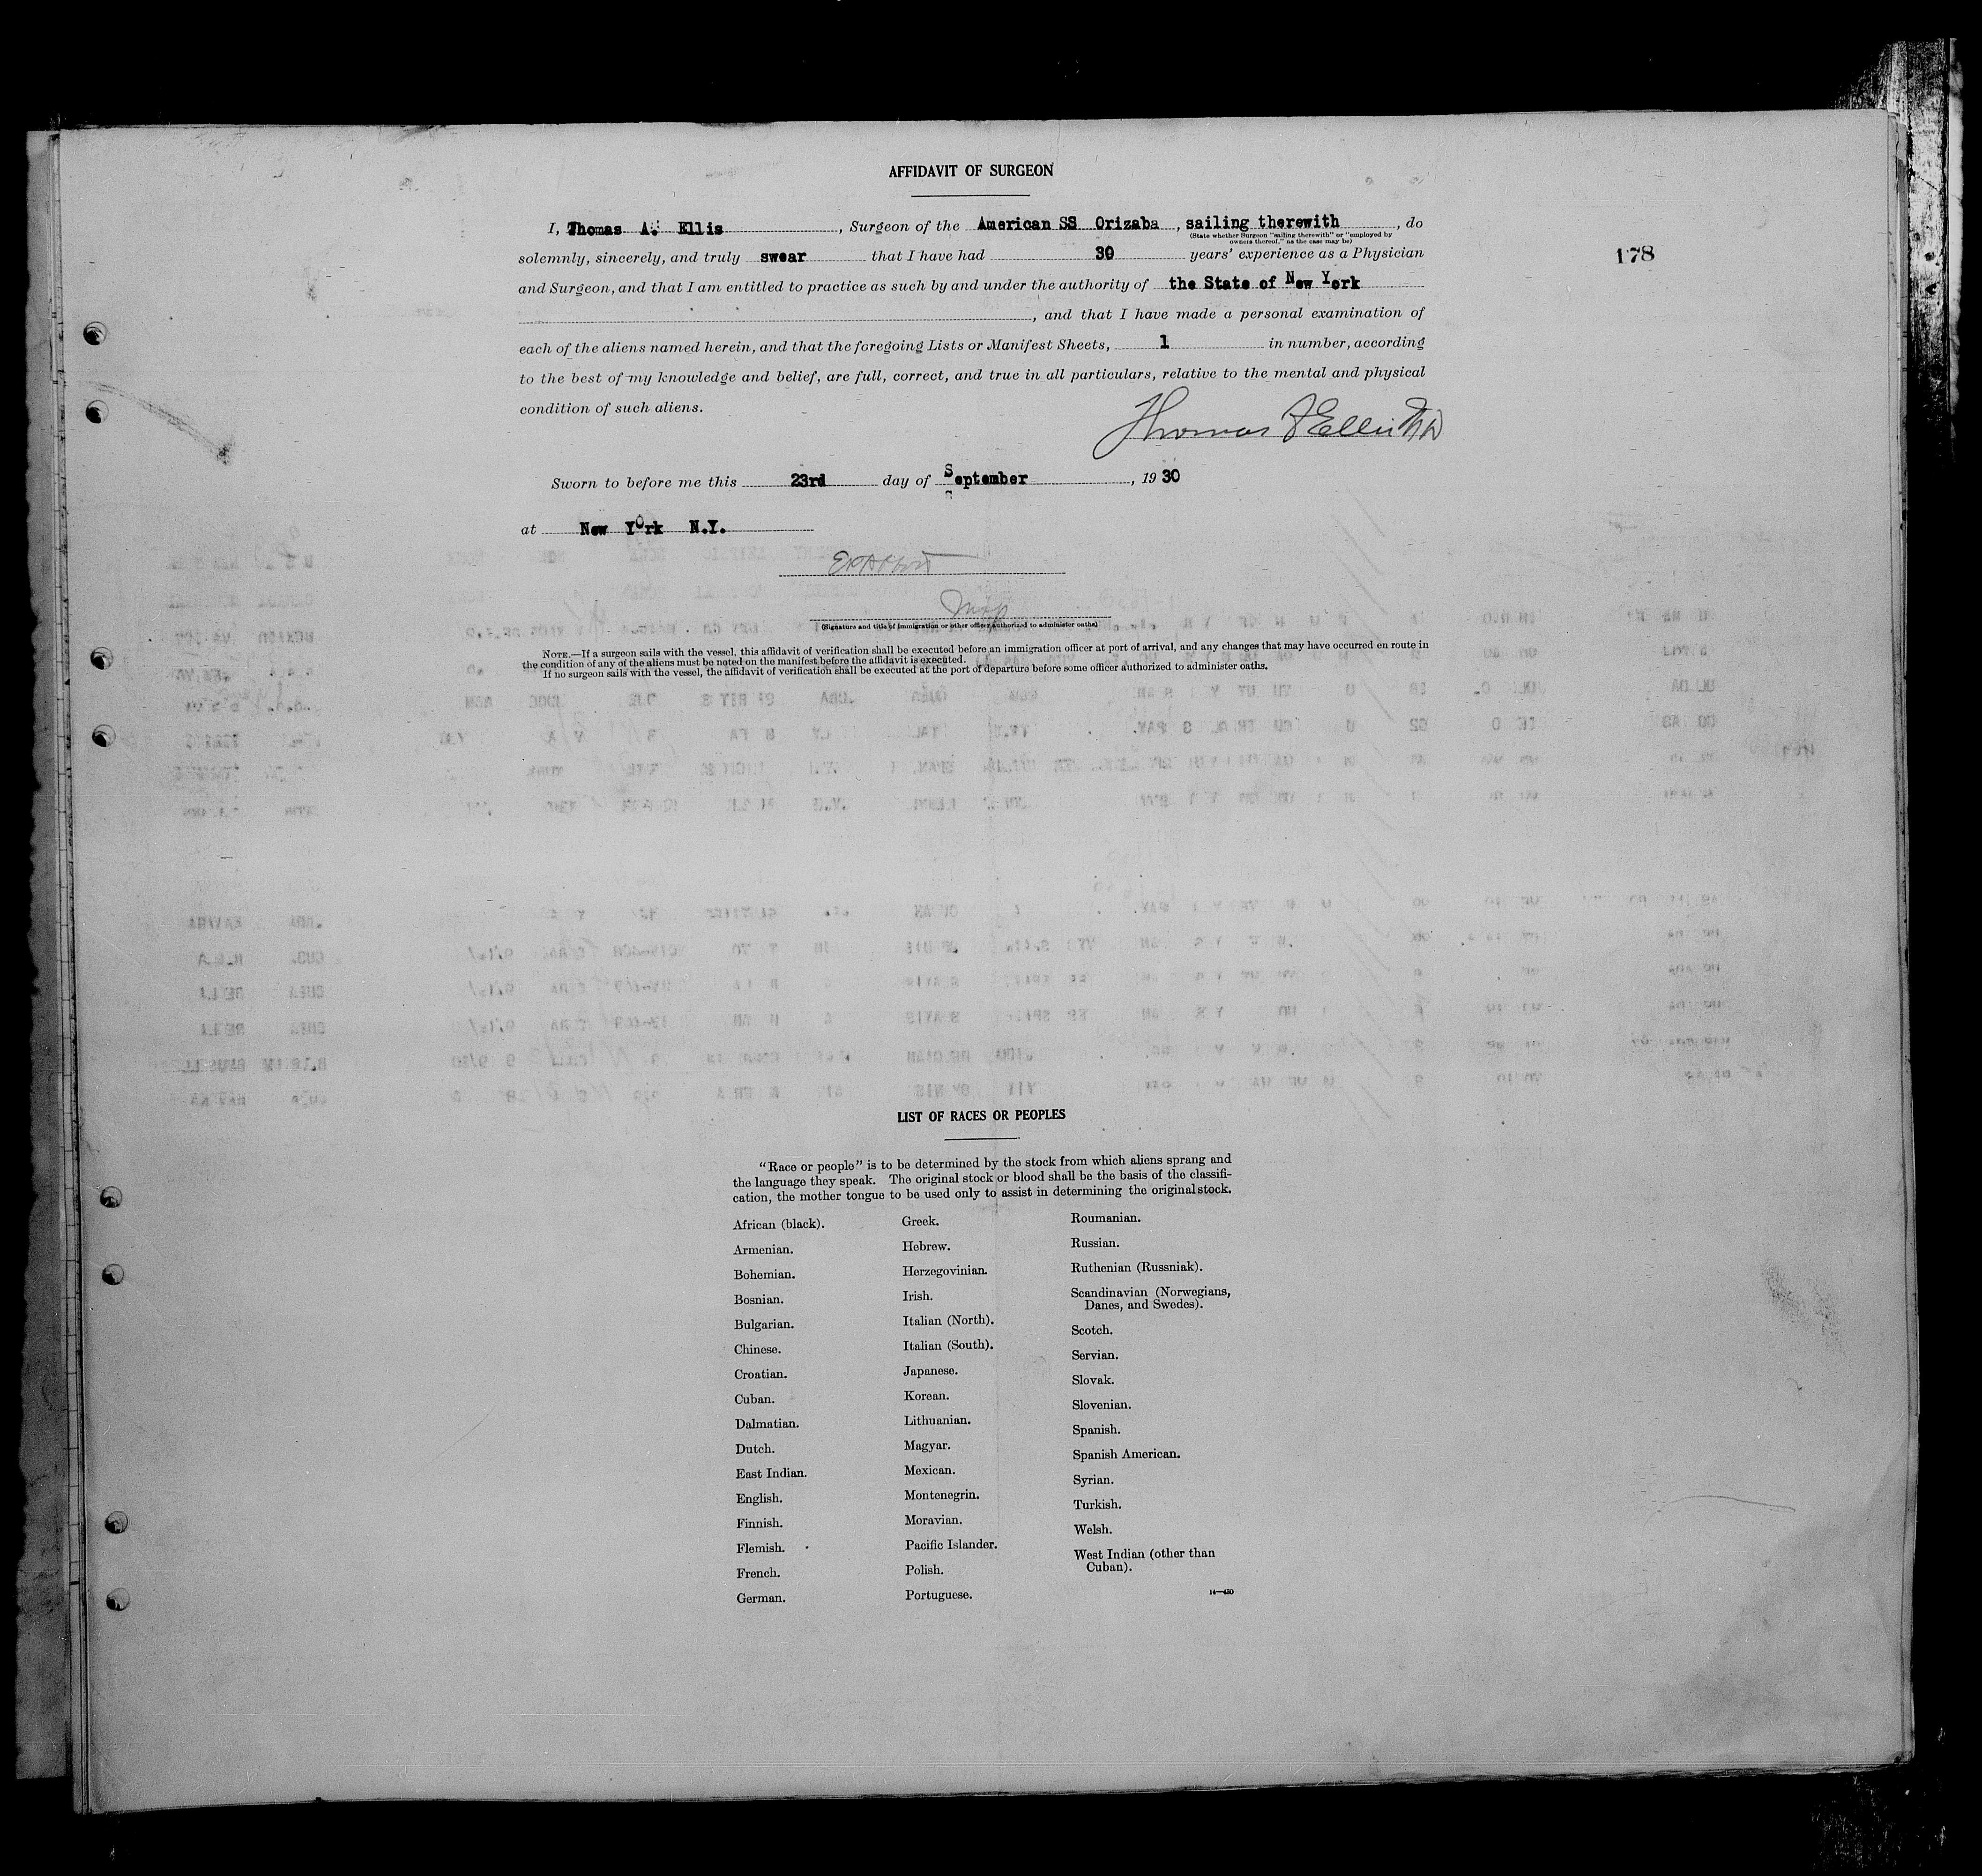 AFFIDAVIT OF SURGEON
I, Thomas A. Ellis, Surgeon of the American SS Orizaba, sailing therewith, do
(State whether Surgeon "sailing therewith" or "employed by
owners thereof," as the case may be)
solemnly, sincerely, and truly swear that I have had 30 years' experience as a Physician
178
and Surgeon, and that I am entitled to practice as such by and under the authority of the State of New York
, and that I have made a personal examination of
each of the aliens named herein, and that the foregoing Lists or Manifest Sheets, 1 in number, according
to the best of my knowledge and belief, are full, correct, and true in all particulars, relative to the mental and physical
condition of such aliens.
Thomas A Ellis MD
Sworn to before me this 23rd day of September, 1930
at New York N.Y.
(Signature and title of immigration or other officer authorized to administer oaths)
NOTE.—If a surgeon sails with the vessel, this affidavit of verification shall be executed before an immigration officer at port of arrival, and any changes that may have occurred en route in
the condition of any of the aliens must be noted on the manifest before the affidavit is executed.
If no surgeon sails with the vessel, the affidavit of verification shall be executed at the port of departure before some officer authorized to administer oaths.
LIST OF RACES OR PEOPLES
"Race or people" is to be determined by the stock from which aliens sprang and
the language they speak. The original stock or blood shall be the basis of the classifi-
cation, the mother tongue to be used only to assist in determining the original stock.
African (black).
Armenian.
Bohemian.
Bosnian.
Bulgarian.
Chinese.
Croatian.
Cuban.
Dalmatian.
Dutch.
East Indian.
English.
Finnish.
Flemish.
French.
German.
Greek.
Hebrew.
Herzegovinian.
Irish.
Italian (North).
Italian (South).
Japanese.
Korean.
Lithuanian.
Magyar.
Mexican.
Montenegrin.
Moravian.
Pacific Islander.
Polish.
Portuguese.
Roumanian.
Russian.
Ruthenian (Russniak).
Scandinavian (Norwegians,
Danes, and Swedes).
Scotch.
Servian.
Slovak.
Slovenian.
Spanish.
Spanish American.
Syrian.
Turkish.
Welsh.
West Indian (other than
Cuban).
14—430